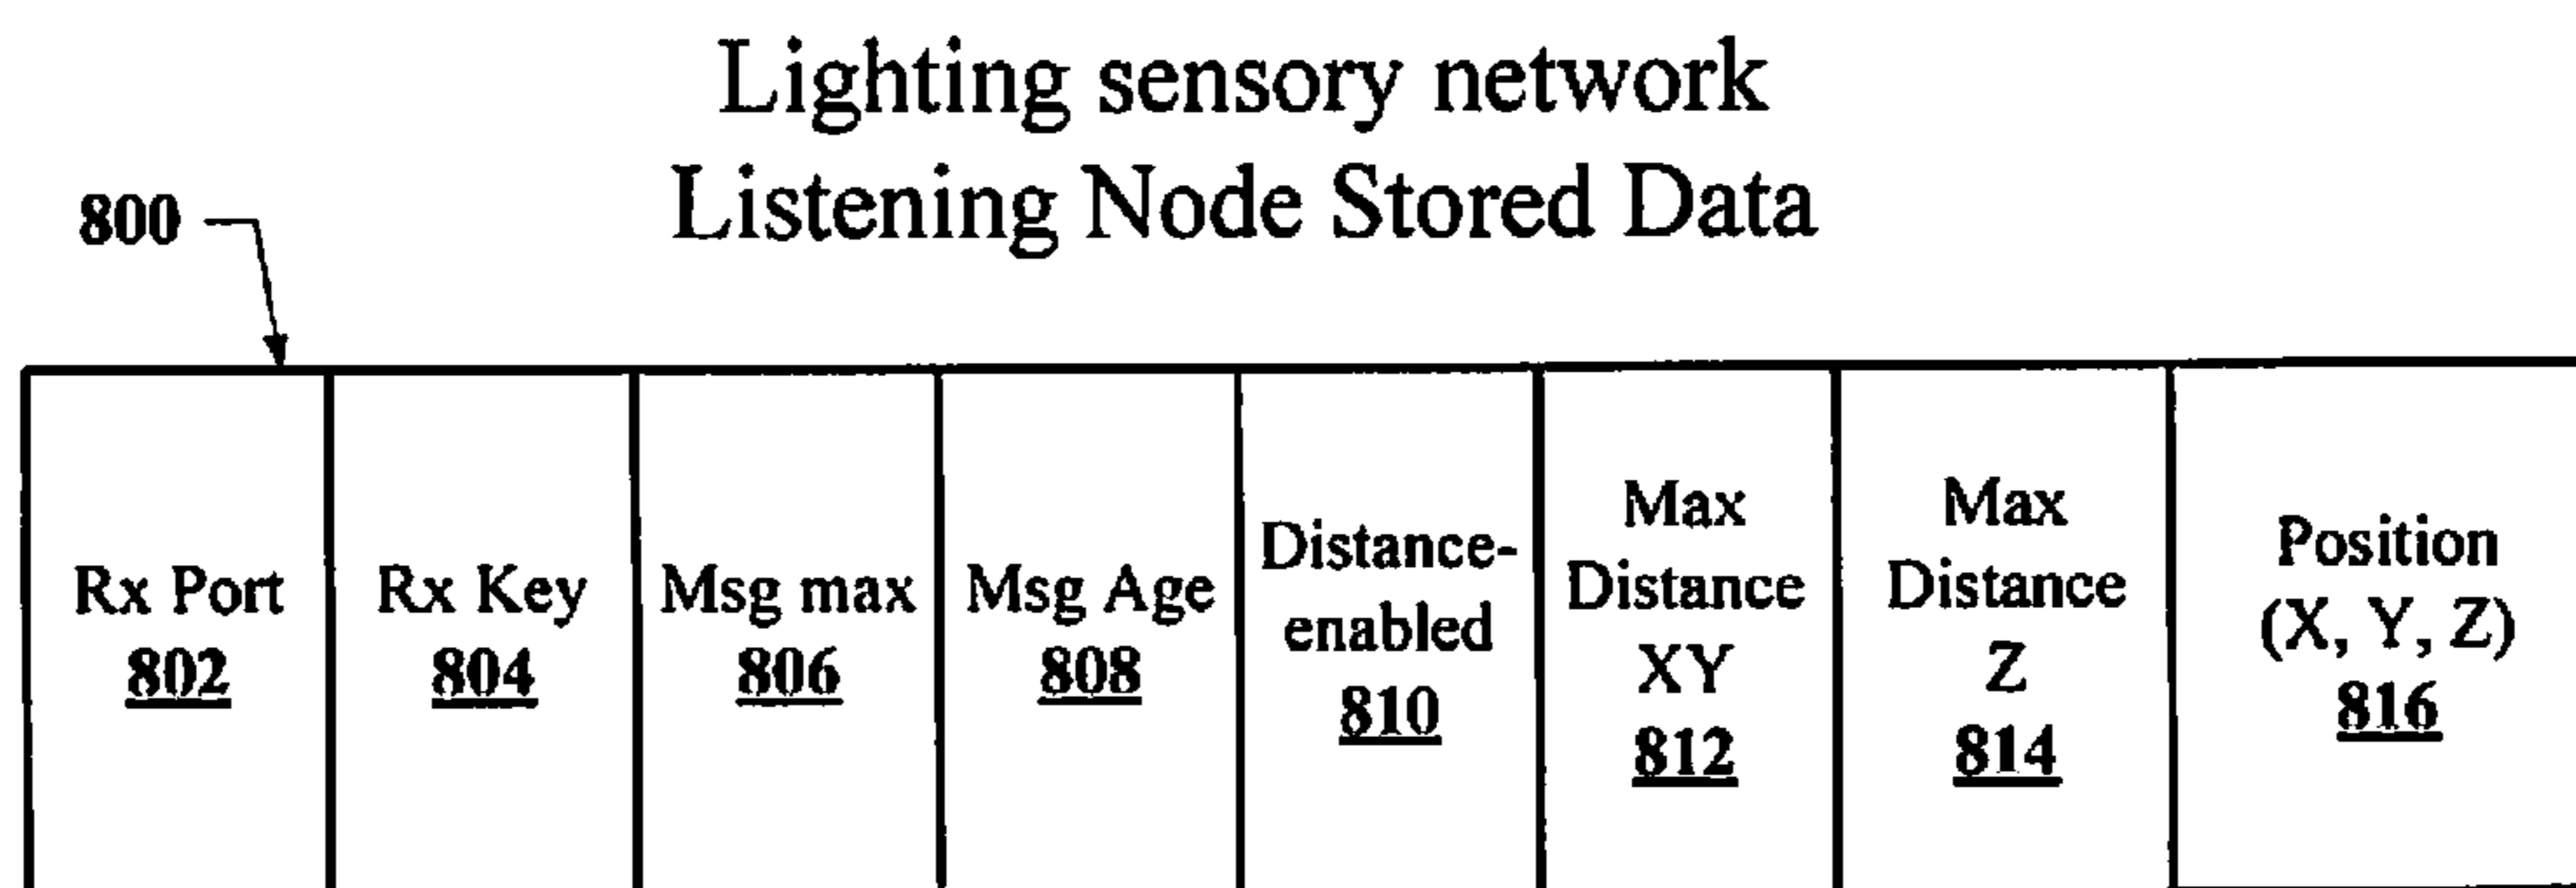 Lighting sensory network
Listening Node Stored Data
800
Rx Port
802
Rx Key
804
Msg max
806
Msg Age
808
Distance-
enabled
810
Max
Distance
XY
812
Max
Distance
Z
814
Position
(X, Y, Z)
816